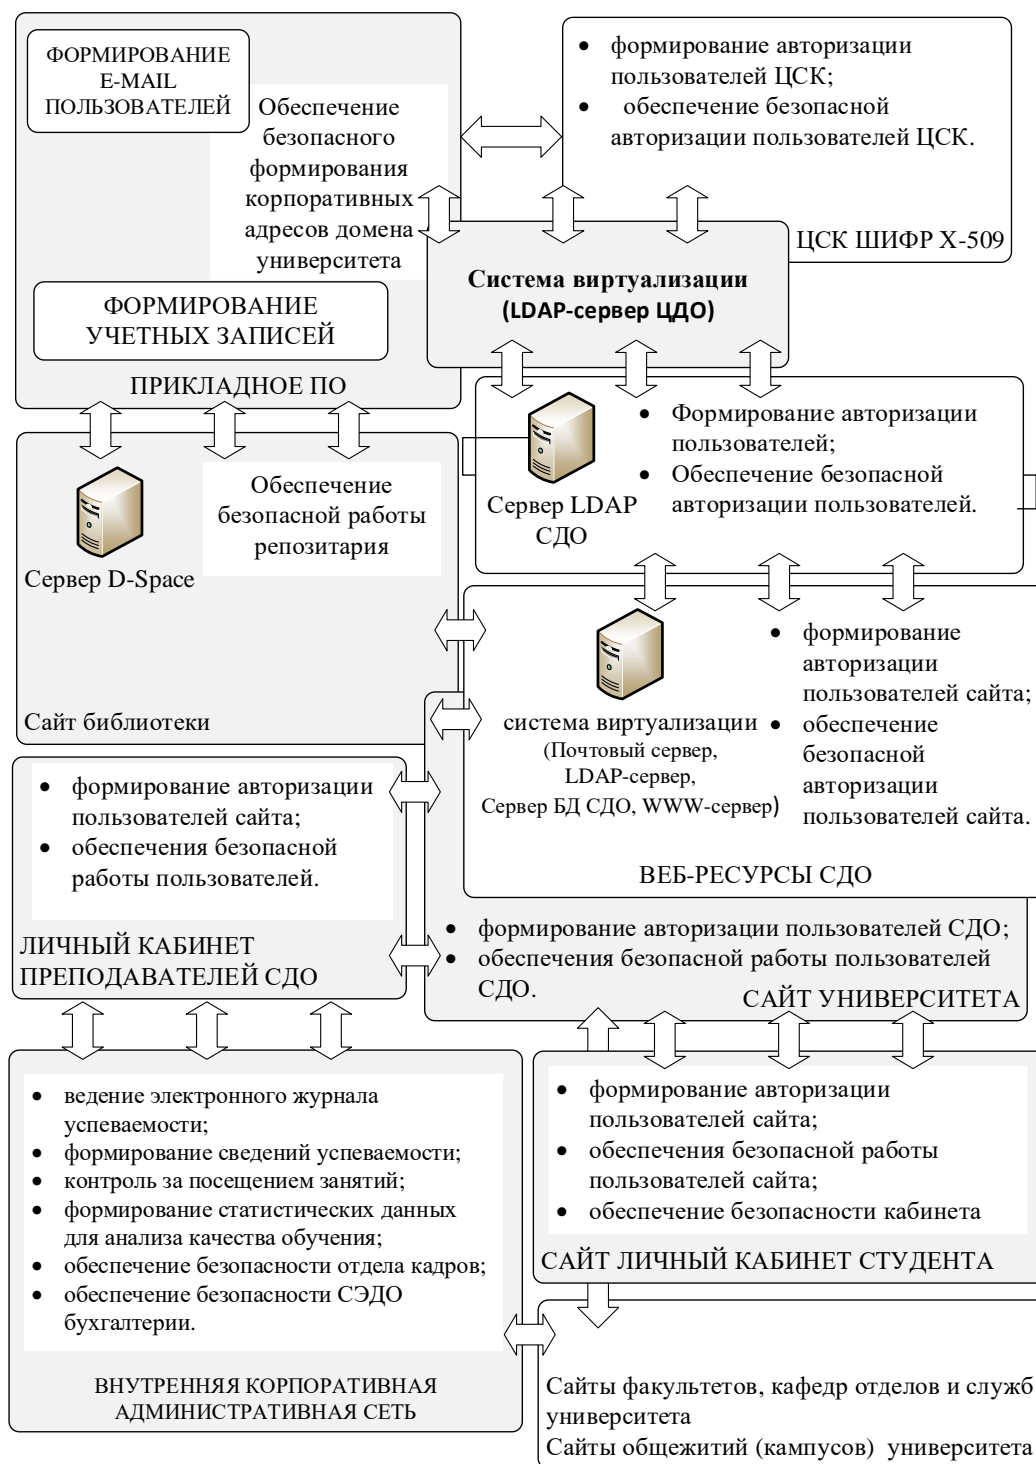 ФОРМИРОВАНИЕ
E-MAIL
ПОЛЬЗОВАТЕЛЕЙ
Обеспечение
безопасного
формирования
корпоративных
адресов домена
университета
ФОРМИРОВАНИЕ
УЧЕТНЫХ ЗАПИСЕЙ
ПРИКЛАДНОЕ ПО
• формирование авторизации
пользователей ЦСК;
• обеспечение безопасной
авторизации пользователей ЦСК.
ЦСК ШИФР X-509
Система виртуализации
(LDAP-сервер ЦДО)
Сервер LDAP
СДО
• Формирование авторизации
пользователей;
• Обеспечение безопасной
авторизации пользователей.
Сервер D-Space
Обеспечение
безопасной работы
репозитария
Сайт библиотеки
система виртуализации
(Почтовый сервер,
LDAP-сервер,
Сервер БД СДО, WWW-сервер)
• формирование
авторизации
пользователей сайта;
• обеспечение
безопасной
авторизации
пользователей сайта.
ВЕБ-РЕСУРСЫ СДО
• формирование авторизации
пользователей сайта;
• обеспечения безопасной
работы пользователей.
ЛИЧНЫЙ КАБИНЕТ
ПРЕПОДАВАТЕЛЕЙ СДО
• формирование авторизации пользователей СДО;
• обеспечения безопасной работы пользователей
СДО.
САЙТ УНИВЕРСИТЕТА
• ведение электронного журнала
успеваемости;
• формирование сведений успеваемости;
• контроль за посещением занятий;
• формирование статистических данных
для анализа качества обучения;
• обеспечение безопасности отдела кадров;
• обеспечение безопасности СЭДО
бухгалтерии.
ВНУТРЕННЯЯ КОРПОРАТИВНАЯ
АДМИНИСТРАТИВНАЯ СЕТЬ
• формирование авторизации
пользователей сайта;
• обеспечения безопасной работы
пользователей сайта;
• обеспечение безопасности кабинета
САЙТ ЛИЧНЫЙ КАБИНЕТ СТУДЕНТА
Сайты факультетов, кафедр отделов и служб
университета
Сайты общежитий (кампусов) университета